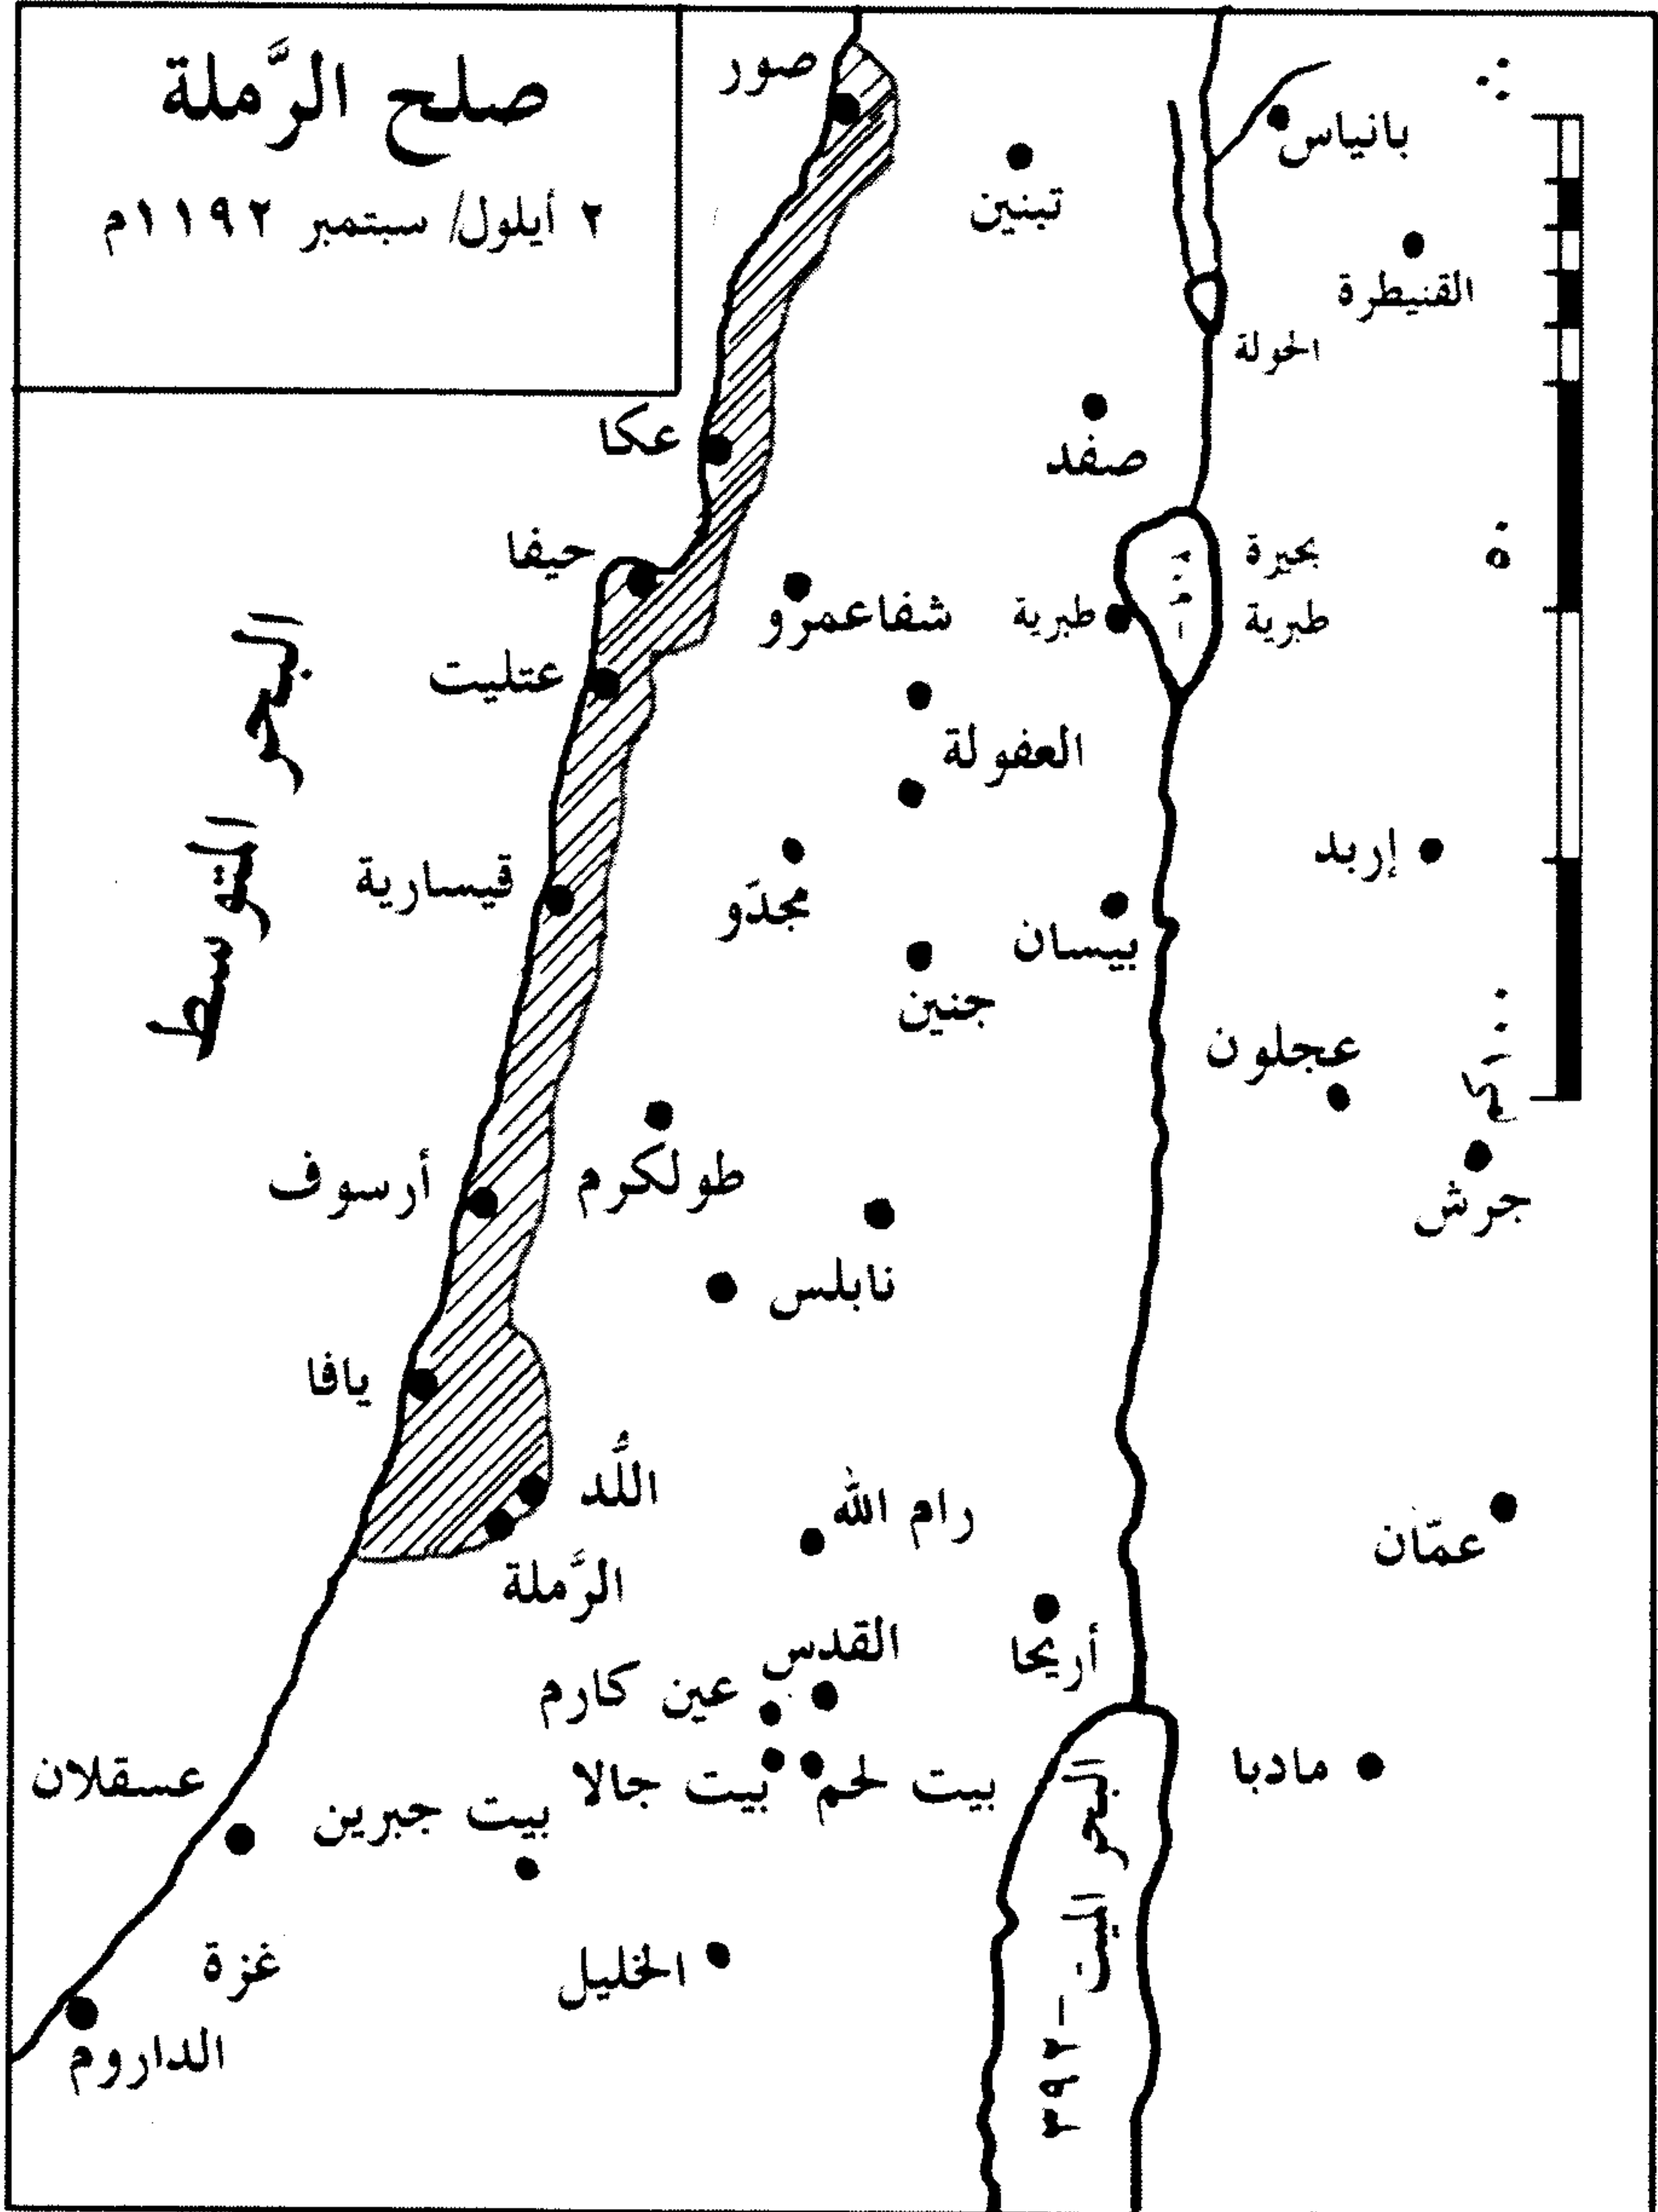 صلح الرَّملة
٢ أيلول/ سبتمبر ١١٩٢م
صور
بانياس
تبنين
القنيطرة
الحولة
عكا
صفد
حيفا
بحيرة
طبرية
شفاعمرو
طبرية
عتليت
العفولة
البحر المتوسط
قيسارية
مجدّو
إربد
بيسان
جنين
عجلون
جرش
أرسوف
طولكرم
نابلس
يافا
اللُّد
الرَّملة
رام الله
عمّان
أريحا
القدس
عين كارم
بيت لحم
بيت جالا
مادبا
عسقلان
بيت جبرين
البحر الميت -٣٩٢
غزة
الخليل
الداروم
٥٠
١٠٠كم